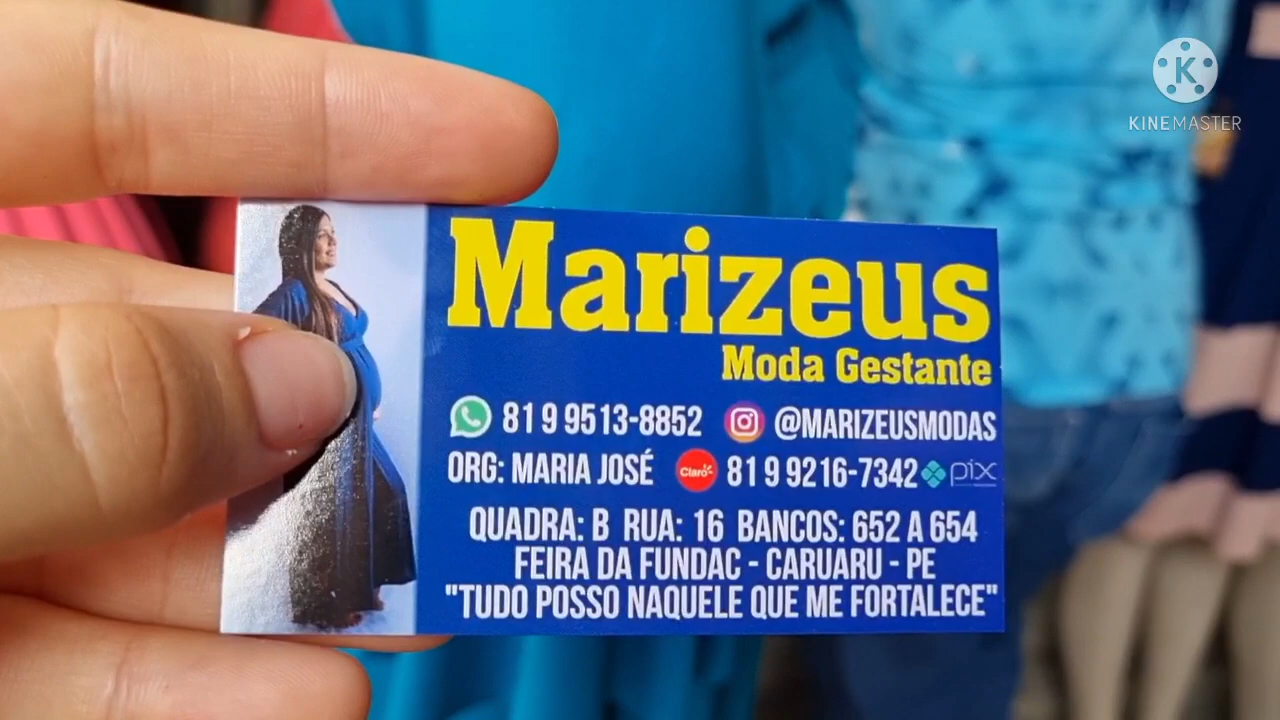 K
KINEMASTER
Marizeus
Moda Gestante
81 9 9513-8852 @MARIZEUSMODAS
ORG: MARIA JOSÉ Claro 81 9 9216-7342 pix
QUADRA: B RUA: 16 BANCOS: 652 A 654
FEIRA DA FUNDAC - CARUARU - PE
"TUDO POSSO NAQUELE QUE ME FORTALECE"